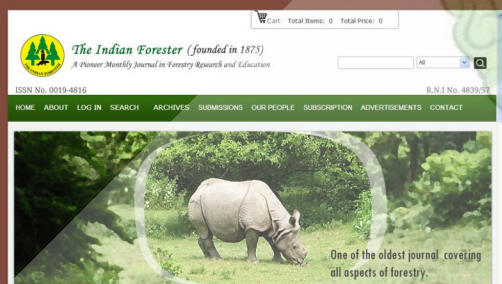 Cart Total Items: 0 Total Price: 0
The Indian Forester (founded in 1875)
A Pioneer Monthly Journal in Forestry Research and Education
All
ISSN No. 0019-4816
R.N.I No. 4839/57
HOME ABOUT LOG IN SEARCH ARCHIVES SUBMISSIONS OUR PEOPLE SUBSCRIPTION ADVERTISEMENTS CONTACT
One of the oldest journal covering
all aspects of forestry.